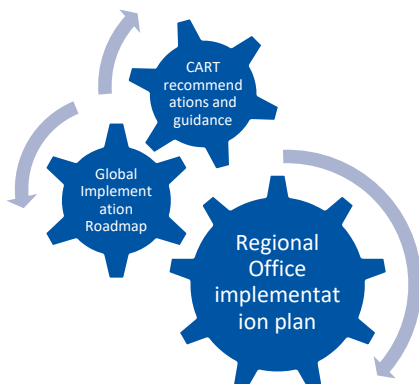 CART
recommend
ations and
guidance
Global
Implement
ation
Roadmap
Regional
Office
implementat
ion plan